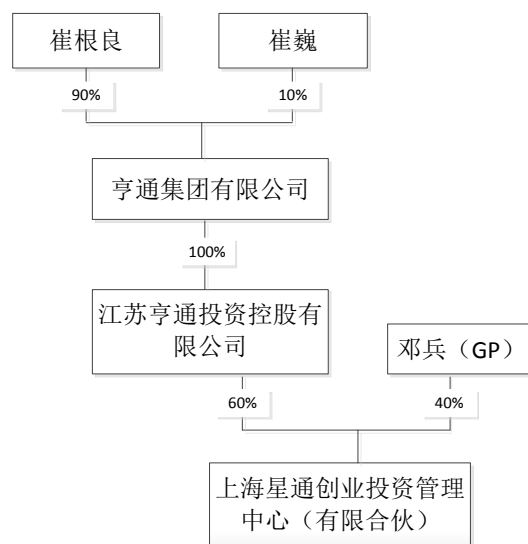 崔根良
崔巍
90%
10%
亨通集团有限公司
100%
江苏亨通投资控股有
限公司
邓兵（GP）
60%
40%
上海星通创业投资管理
中心（有限合伙）